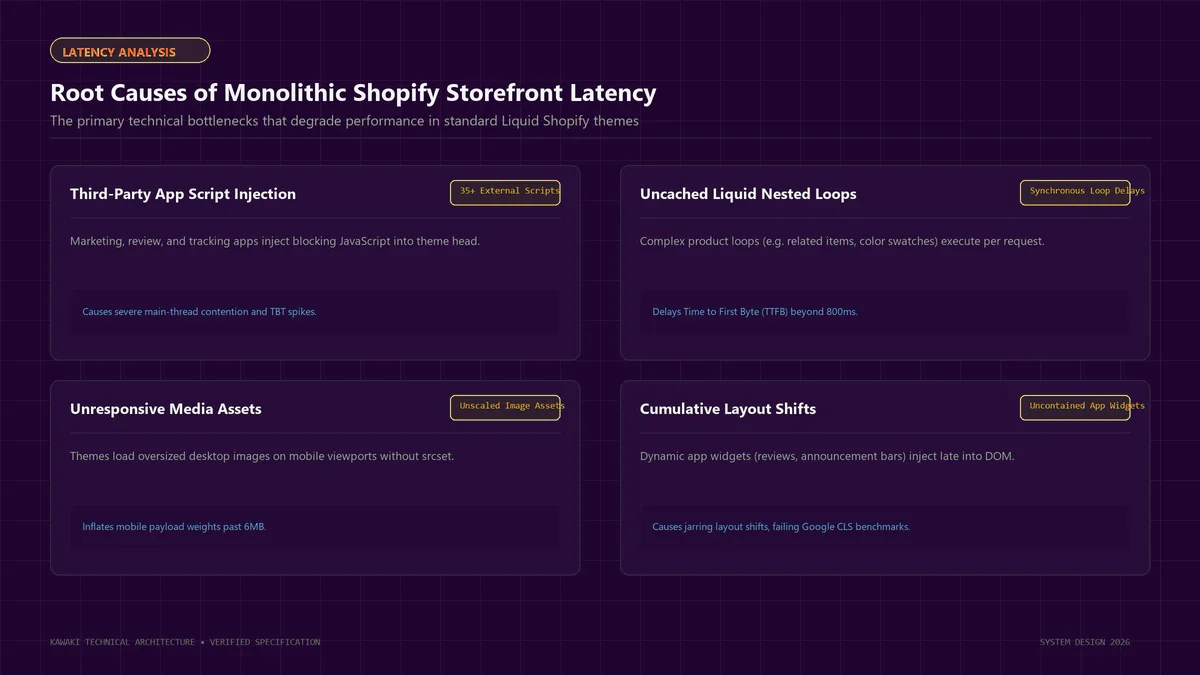 LATENCY ANALYSIS
Root Causes of Monolithic Shopify Storefront Latency
The primary technical bottlenecks that degrade performance in standard Liquid Shopify themes
Third-Party App Script Injection
35+ External Scripts
Marketing, review, and tracking apps inject blocking JavaScript into theme head.
Causes severe main-thread contention and TBT spikes.
Uncached Liquid Nested Loops
Synchronous Loop Delays
Complex product loops (e.g. related items, color swatches) execute per request.
Delays Time to First Byte (TTFB) beyond 800ms.
Unresponsive Media Assets
Unscaled Image Assets
Themes load oversized desktop images on mobile viewports without srcset.
Inflates mobile payload weights past 6MB.
Cumulative Layout Shifts
Uncontained App Widgets
Dynamic app widgets (reviews, announcement bars) inject late into DOM.
Causes jarring layout shifts, failing Google CLS benchmarks.
KAWAKI TECHNICAL ARCHITECTURE • VERIFIED SPECIFICATION
SYSTEM DESIGN 2026